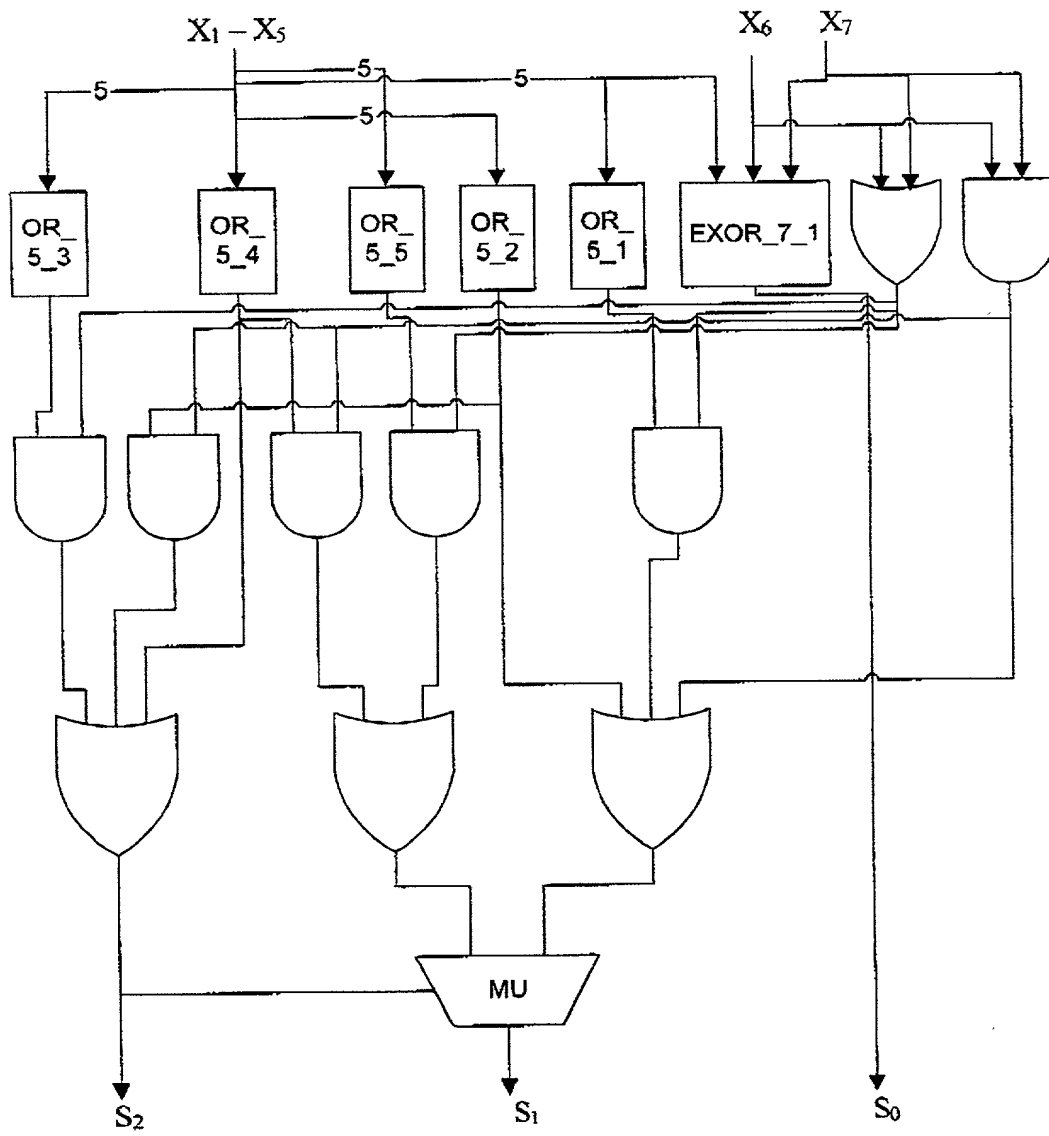 X₁ – X₅
X₆
X₇
5
5
5
5
OR_
5_3
OR_
5_4
OR_
5_5
OR_
5_2
OR_
5_1
EXOR_7_1
MU
S₂
S₁
S₀